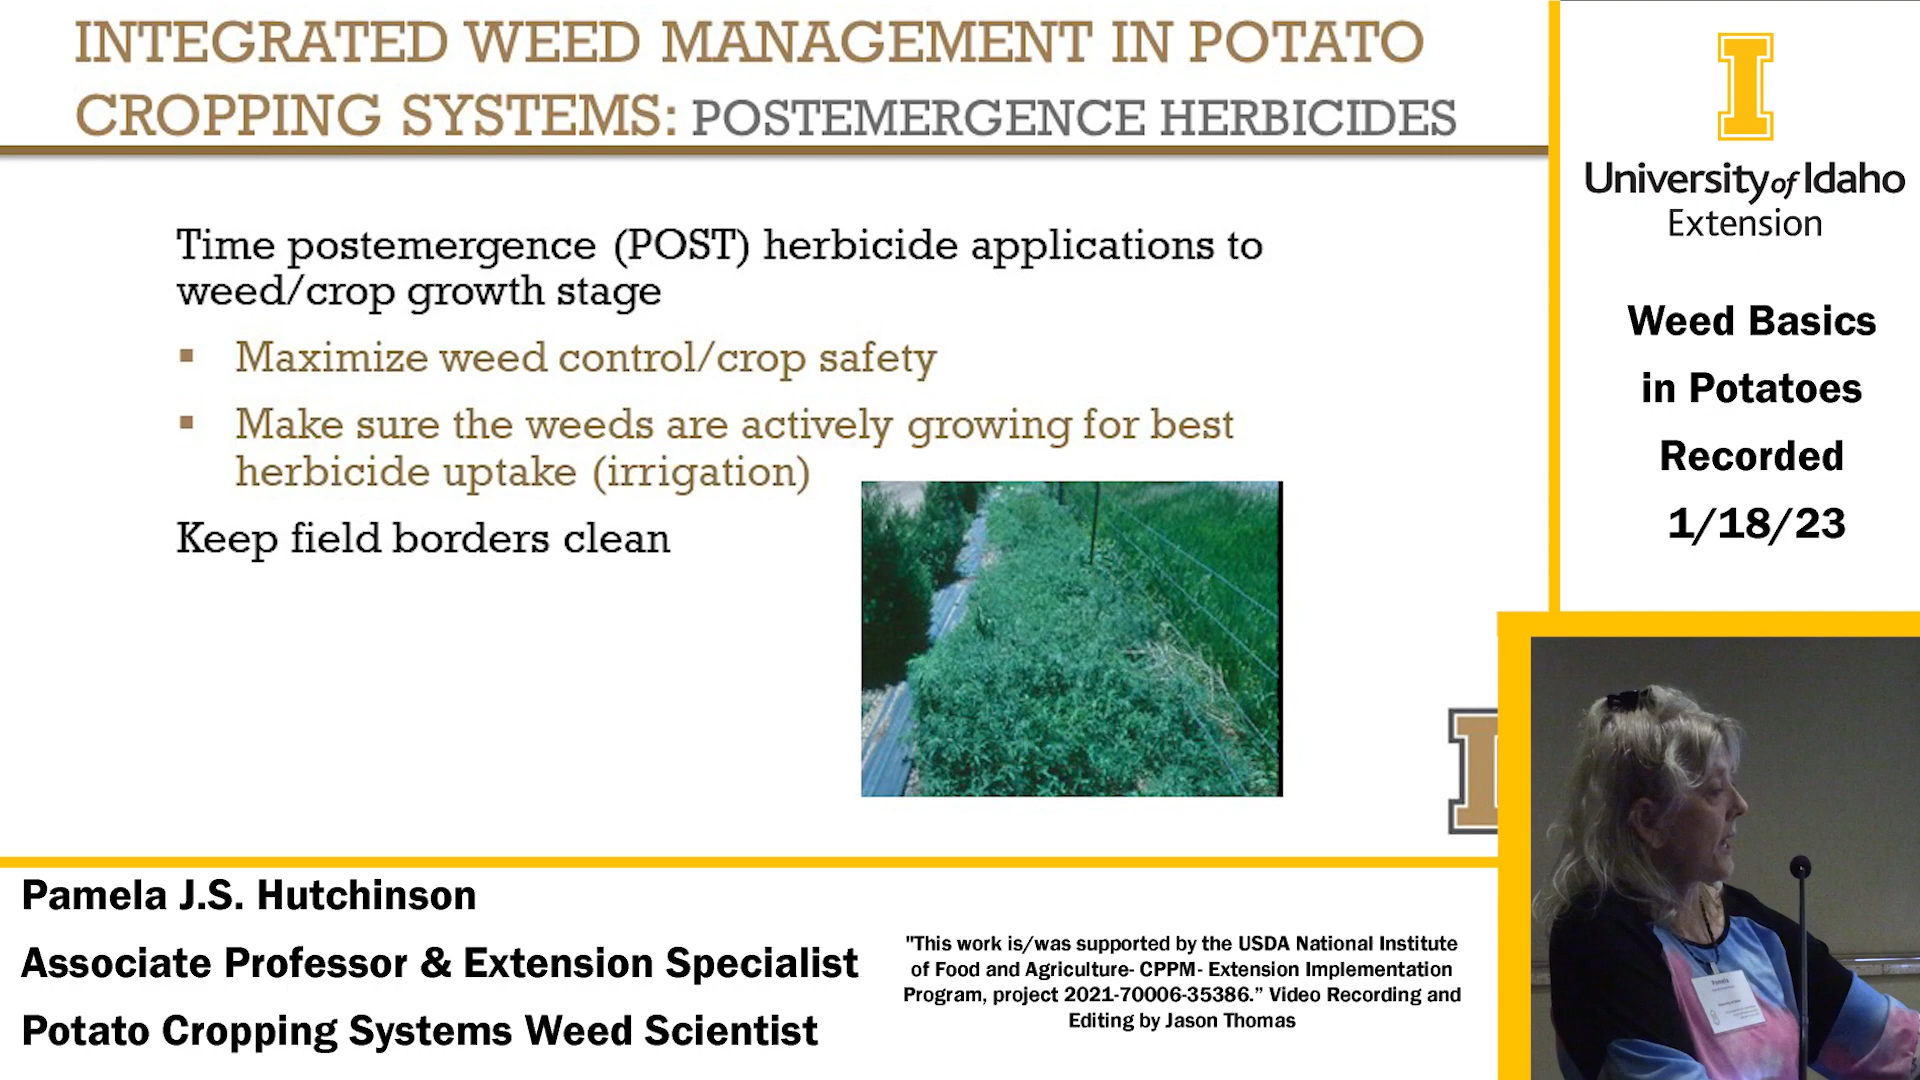 INTEGRATED WEED MANAGEMENT IN POTATO
CROPPING SYSTEMS: POSTEMERGENCE HERBICIDES
Time postemergence (POST) herbicide applications to
weed/crop growth stage
▪ Maximize weed control/crop safety
▪ Make sure the weeds are actively growing for best
herbicide uptake (irrigation)
Keep field borders clean
I
University of Idaho
Extension
Weed Basics
in Potatoes
Recorded
1/18/23
Pamela J.S. Hutchinson
Associate Professor & Extension Specialist
Potato Cropping Systems Weed Scientist
"This work is/was supported by the USDA National Institute
of Food and Agriculture- CPPM- Extension Implementation
Program, project 2021-70006-35386.” Video Recording and
Editing by Jason Thomas
Pamela